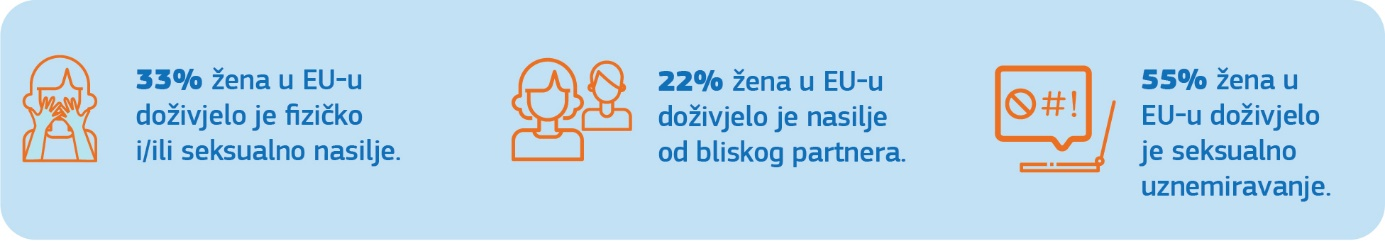 33% žena u EU-u
doživjelo je fizičko
i/ili seksualno nasilje.
22% žena u EU-u
doživjelo je nasilje
od bliskog partnera.
#!
55% žena u
EU-u doživjelo
je seksualno
uznemiravanje.